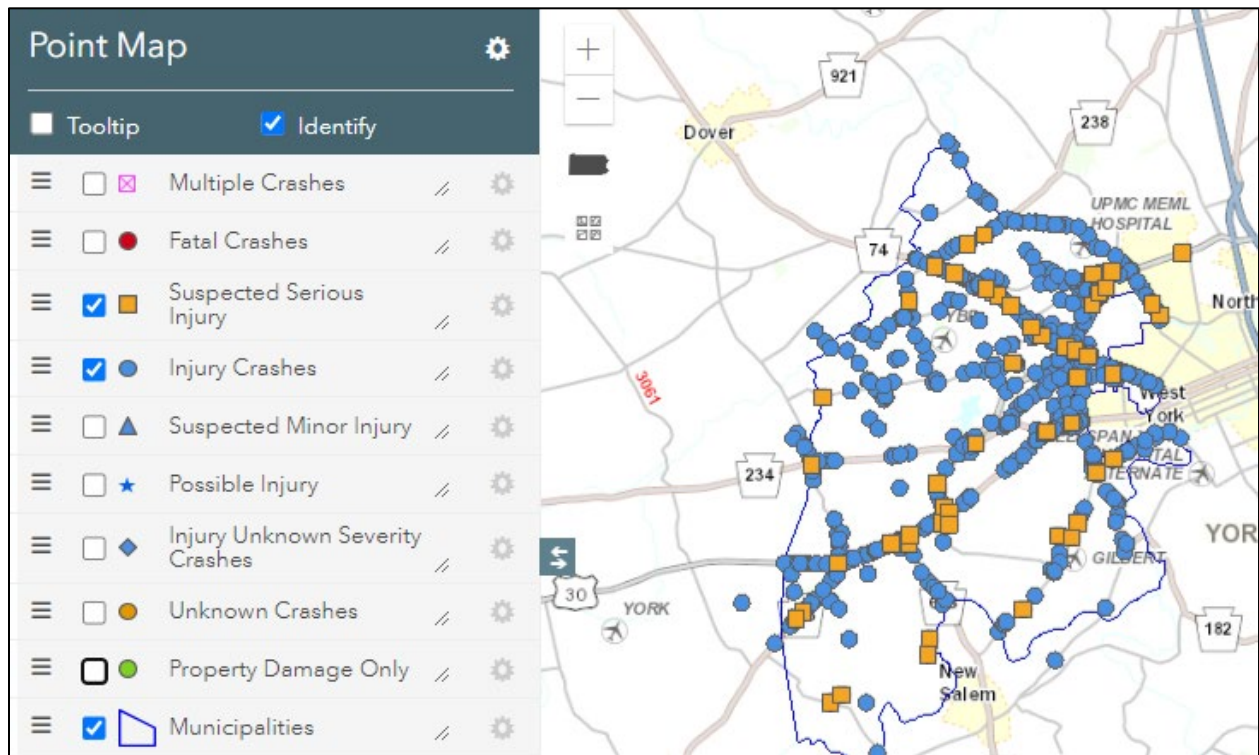 Point Map
Tooltip
Identify
Multiple Crashes
Fatal Crashes
Suspected Serious
Injury
Injury Crashes
Suspected Minor Injury
Possible Injury
Injury Unknown Severity
Crashes
Unknown Crashes
Property Damage Only
Municipalities
921
238
Dover
UPMC MEML
HOSPITAL
74
North
3061
West
York
234
GILBERT
YOR
30
YORK
182
New
Salem